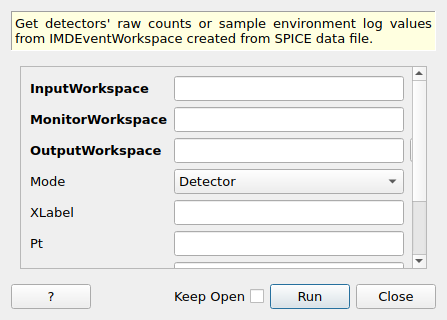 Get detectors' raw counts or sample environment log values
from IMDEventWorkspace created from SPICE data file.
InputWorkspace
MonitorWorkspace
OutputWorkspace
Mode Detector
XLabel
Pt
? Keep Open Run Close